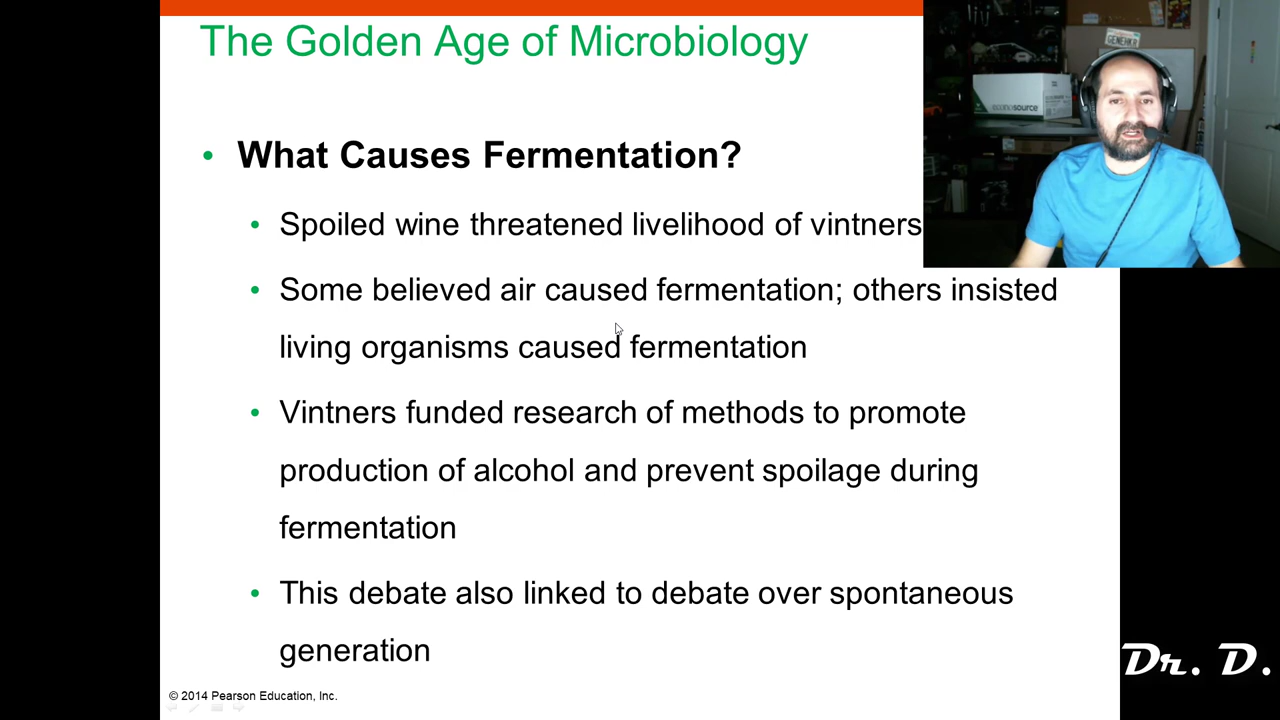 The Golden Age of Microbiology
GENEHKR
econosource
• What Causes Fermentation?
• Spoiled wine threatened livelihood of vintners
• Some believed air caused fermentation; others insisted
living organisms caused fermentation
• Vintners funded research of methods to promote
production of alcohol and prevent spoilage during
fermentation
• This debate also linked to debate over spontaneous
generation
Dr. D.
© 2014 Pearson Education, Inc.